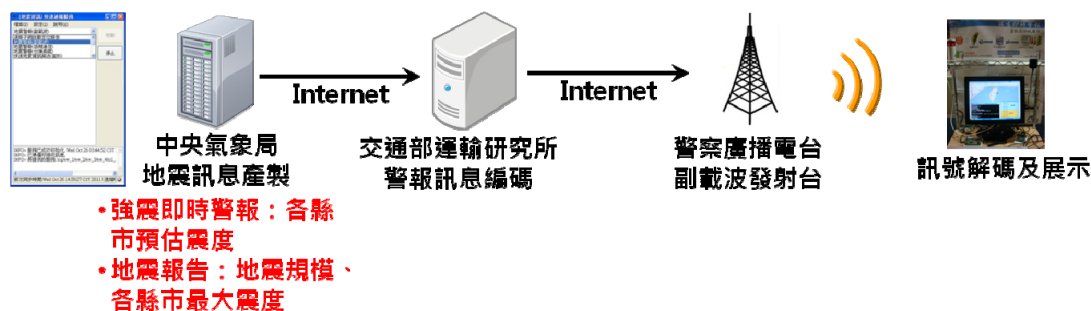 Internet
Internet
中央氣象局
地震訊息產製
交通部運輸研究所
警報訊息編碼
警察廣播電台
副載波發射台
訊號解碼及展示
•強震即時警報：各縣
市預估震度
•地震報告：地震規模、
各縣市最大震度